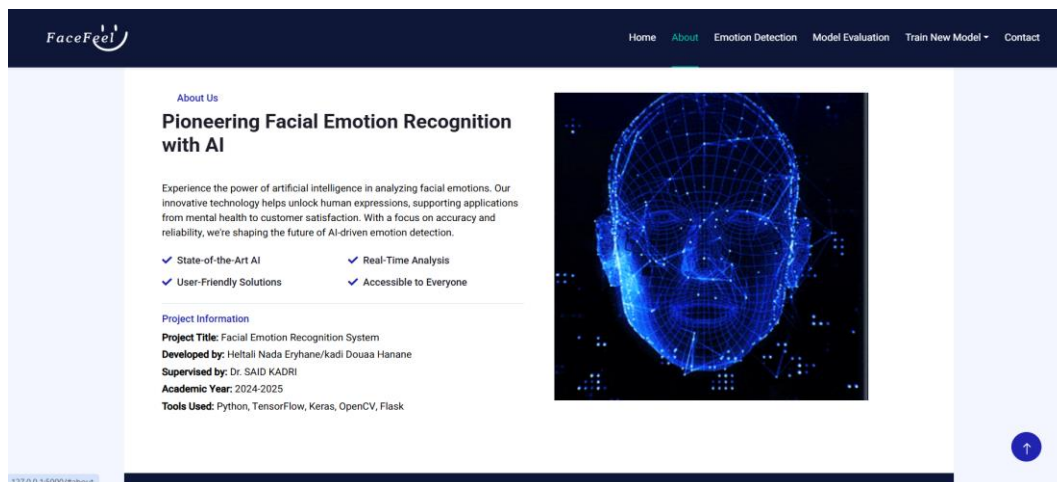 FaceFeel
Home About Emotion Detection Model Evaluation Train New Model Contact
About Us
Pioneering Facial Emotion Recognition
with AI
Experience the power of artificial intelligence in analyzing facial emotions. Our
innovative technology helps unlock human expressions, supporting applications
from mental health to customer satisfaction. With a focus on accuracy and
reliability, we're shaping the future of AI-driven emotion detection.
State-of-the-Art AI
Real-Time Analysis
User-Friendly Solutions
Accessible to Everyone
Project Information
Project Title: Facial Emotion Recognition System
Developed by: Heltali Nada Eryhane/kadi Douaa Hanane
Supervised by: Dr. SAID KADRI
Academic Year: 2024-2025
Tools Used: Python, TensorFlow, Keras, OpenCV, Flask